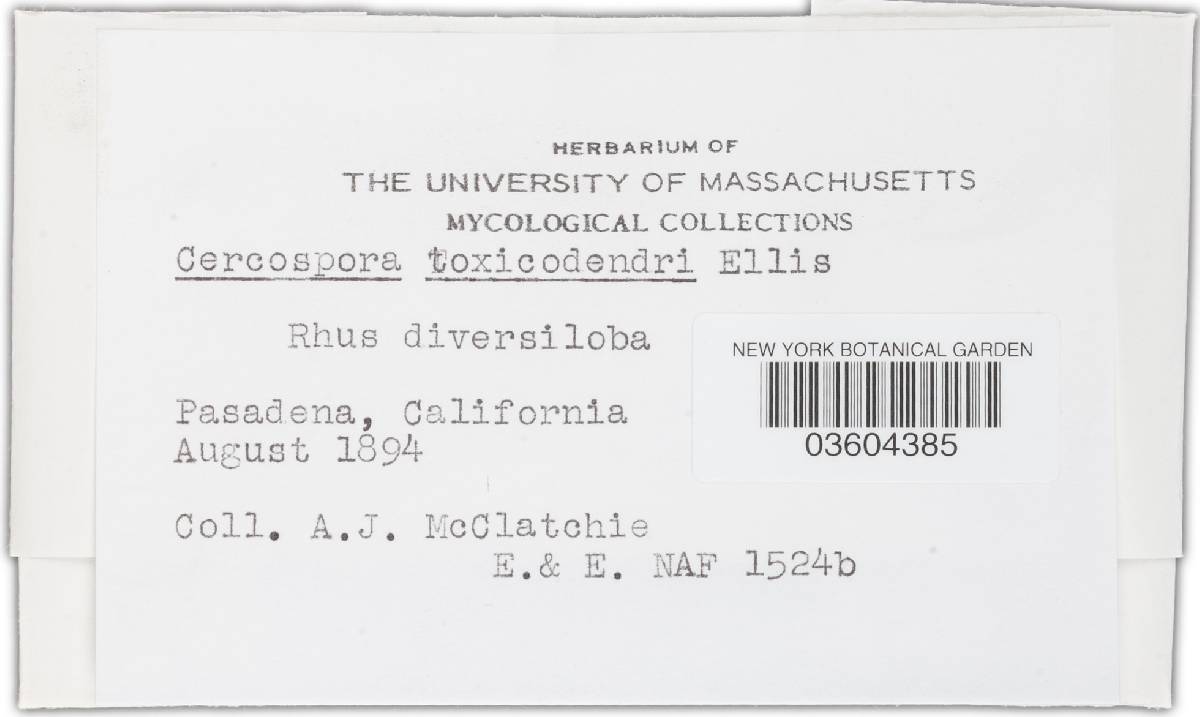 HERBARIUM OF
THE UNIVERSITY OF MASSACHUSETTS
MYCOLOGICAL COLLECTIONS
Cercospora toxicodendri Ellis
Rhus diversiloba
NEW YORK BOTANICAL GARDEN
03604385
Pasadena, California
August 1894
Coll. A.J. McClatchie
E.& E. NAF 1524b